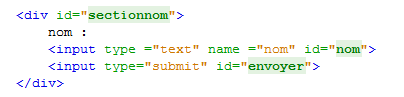 <div id="sectionnom">
nom :
<input type ="text" name ="nom" id="nom">
<input type="submit" id="envoyer">
</div>